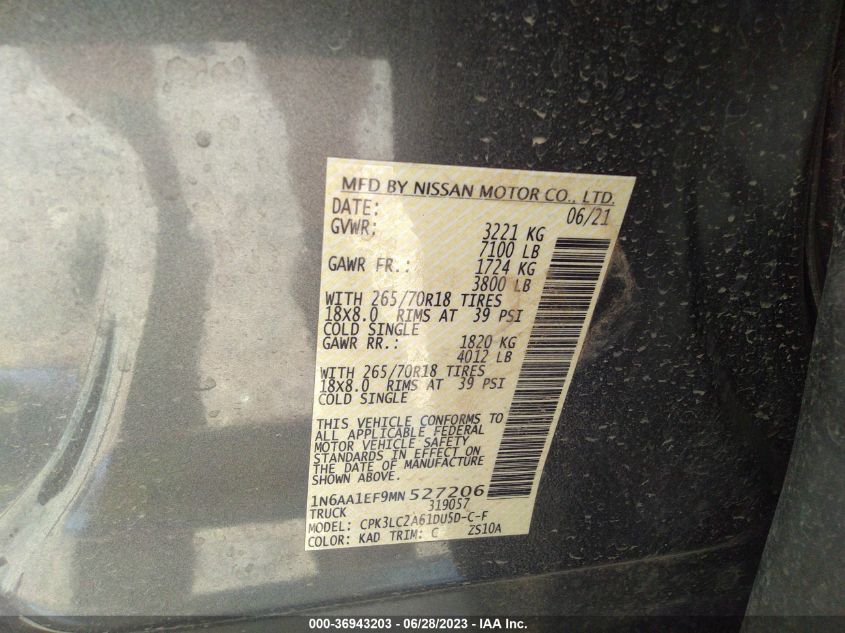 MFD BY NISSAN MOTOR CO., LTD.
DATE: 06/21
GVWR: 3221 KG
7100 LB
GAWR FR.: 1724 KG
3800 LB
WITH 265/70R18 TIRES
18X8.0 RIMS AT 39 PSI
COLD SINGLE
GAWR RR.: 1820 KG
4012 LB
WITH 265/70R18 TIRES
18X8.0 RIMS AT 39 PSI
COLD SINGLE
THIS VEHICLE CONFORMS TO
ALL APPLICABLE FEDERAL
MOTOR VEHICLE SAFETY
STANDARDS IN EFFECT ON
THE DATE OF MANUFACTURE
SHOWN ABOVE.
1N6AA1EF9MN527206
TRUCK 319057
MODEL: CPK3LC2A61DU5D-C-F
COLOR: KAD TRIM: C ZS10A
000-36943203 - 06/28/2023 - IAA Inc.